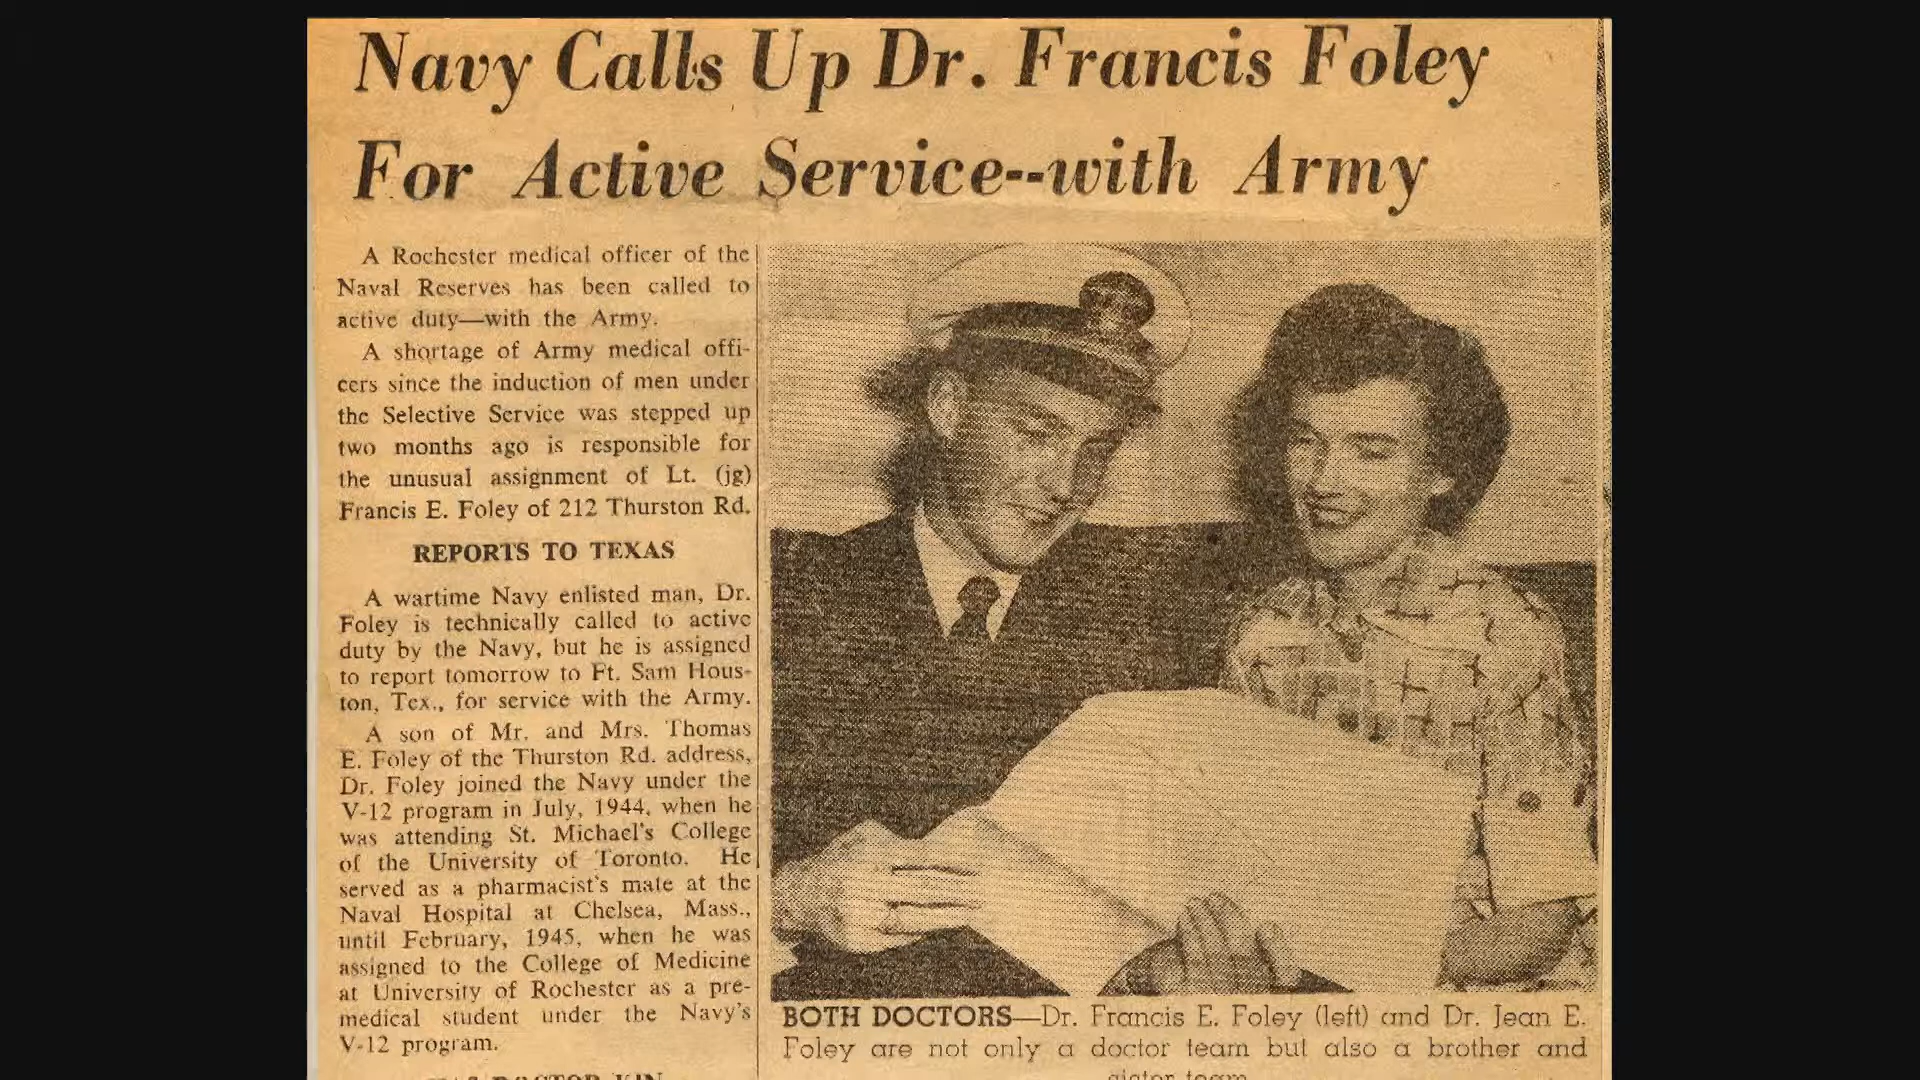 Navy Calls Up Dr. Francis Foley
For Active Service--with Army
A Rochester medical officer of the
Naval Reserves has been called to
active duty—with the Army.
A shortage of Army medical offi-
cers since the induction of men under
the Selective Service was stepped up
two months ago is responsible for
the unusual assignment of Lt. (jg)
Francis E. Foley of 212 Thurston Rd.
REPORTS TO TEXAS
A wartime Navy enlisted man, Dr.
Foley is technically called to active
duty by the Navy, but he is assigned
to report tomorrow to Ft. Sam Hous-
ton, Tex., for service with the Army.
A son of Mr. and Mrs. Thomas
E. Foley of the Thurston Rd. address,
Dr. Foley joined the Navy under the
V-12 program in July, 1944, when he
was attending St. Michael's College
of the University of Toronto. He
served as a pharmacist's mate at the
Naval Hospital at Chelsea, Mass.,
until February, 1945, when he was
assigned to the College of Medicine
at University of Rochester as a pre-
medical student under the Navy's
V-12 program.
BOTH DOCTORS—Dr. Francis E. Foley (left) and Dr. Jean E.
Foley are not only a doctor team but also a brother and
sister team.